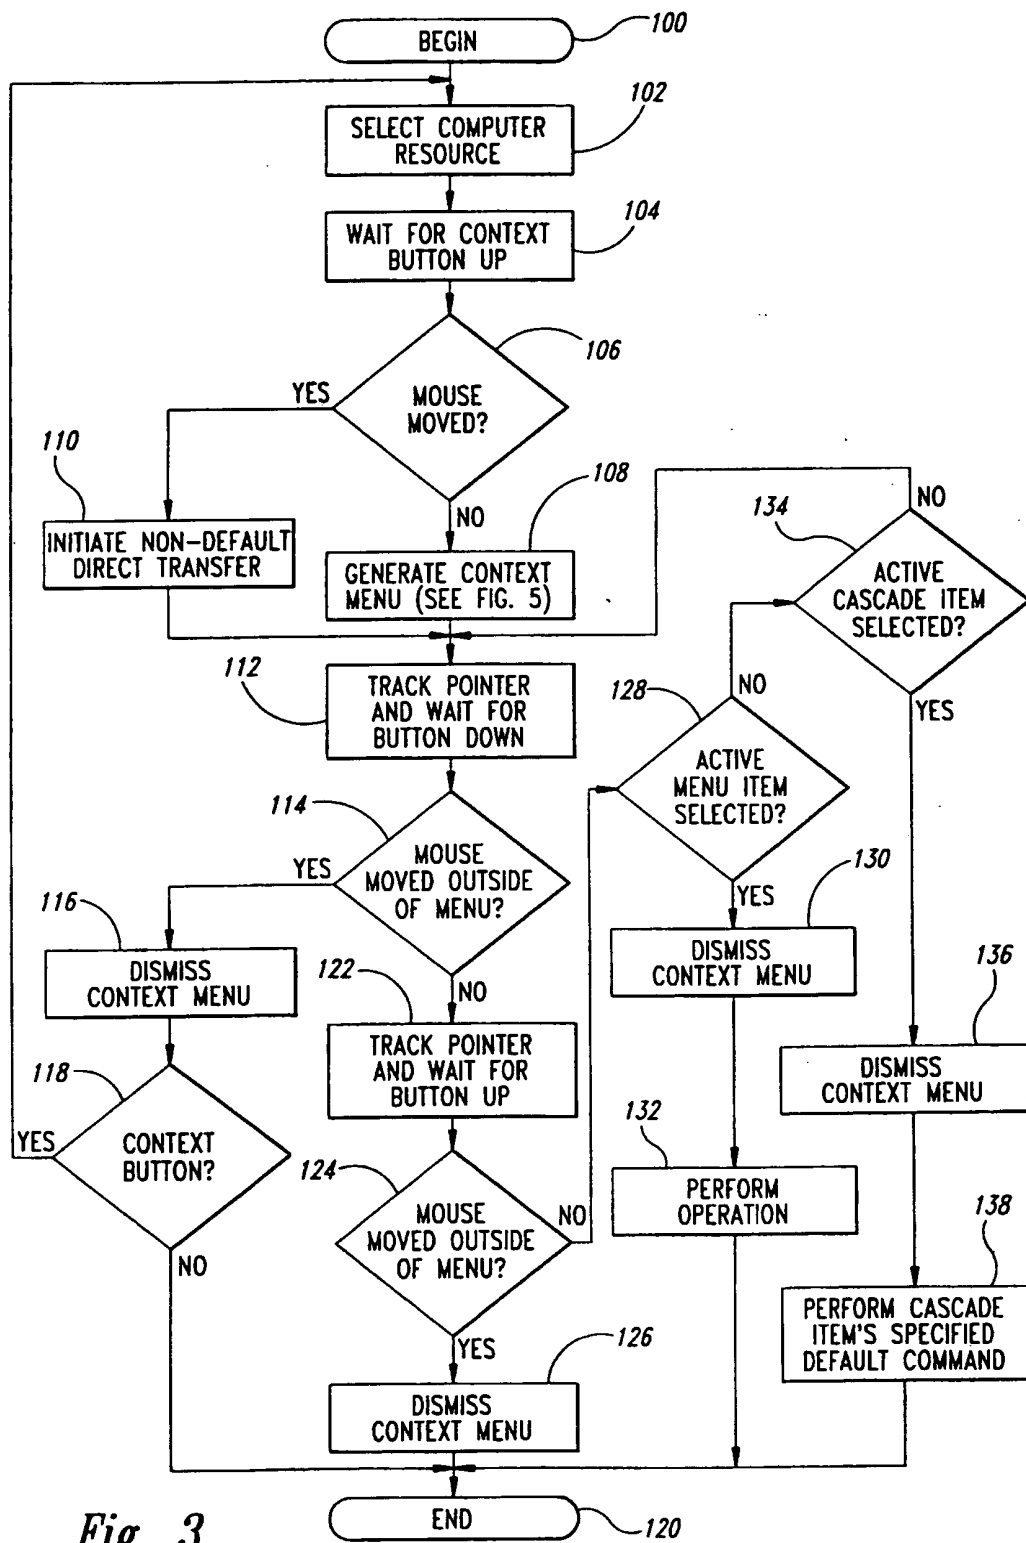 BEGIN
100
SELECT COMPUTER
RESOURCE
102
WAIT FOR CONTEXT
BUTTON UP
104
MOUSE
MOVED?
106
YES
NO
110
INITIATE NON-DEFAULT
DIRECT TRANSFER
108
GENERATE CONTEXT
MENU (SEE FIG. 5)
134
NO
ACTIVE
CASCADE ITEM
SELECTED?
YES
112
TRACK POINTER
AND WAIT FOR
BUTTON DOWN
128
NO
ACTIVE
MENU ITEM
SELECTED?
YES
114
YES
MOUSE
MOVED OUTSIDE
OF MENU?
NO
116
DISMISS
CONTEXT MENU
130
DISMISS
CONTEXT MENU
122
TRACK POINTER
AND WAIT FOR
BUTTON UP
136
DISMISS
CONTEXT MENU
118
YES
CONTEXT
BUTTON?
NO
124
MOUSE
MOVED OUTSIDE
OF MENU?
NO
YES
132
PERFORM
OPERATION
138
PERFORM CASCADE
ITEM'S SPECIFIED
DEFAULT COMMAND
126
DISMISS
CONTEXT MENU
END
120
Fig. 3